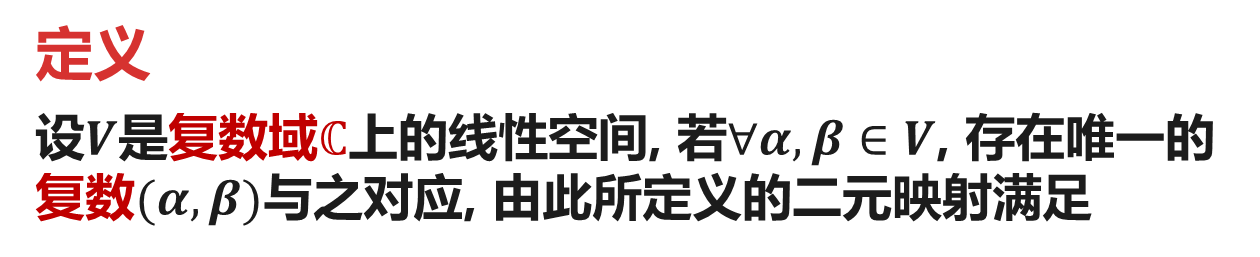 定义
设V是复数域ℂ上的线性空间, 若∀α, β ∈ V, 存在唯一的
复数(α, β)与之对应, 由此所定义的二元映射满足